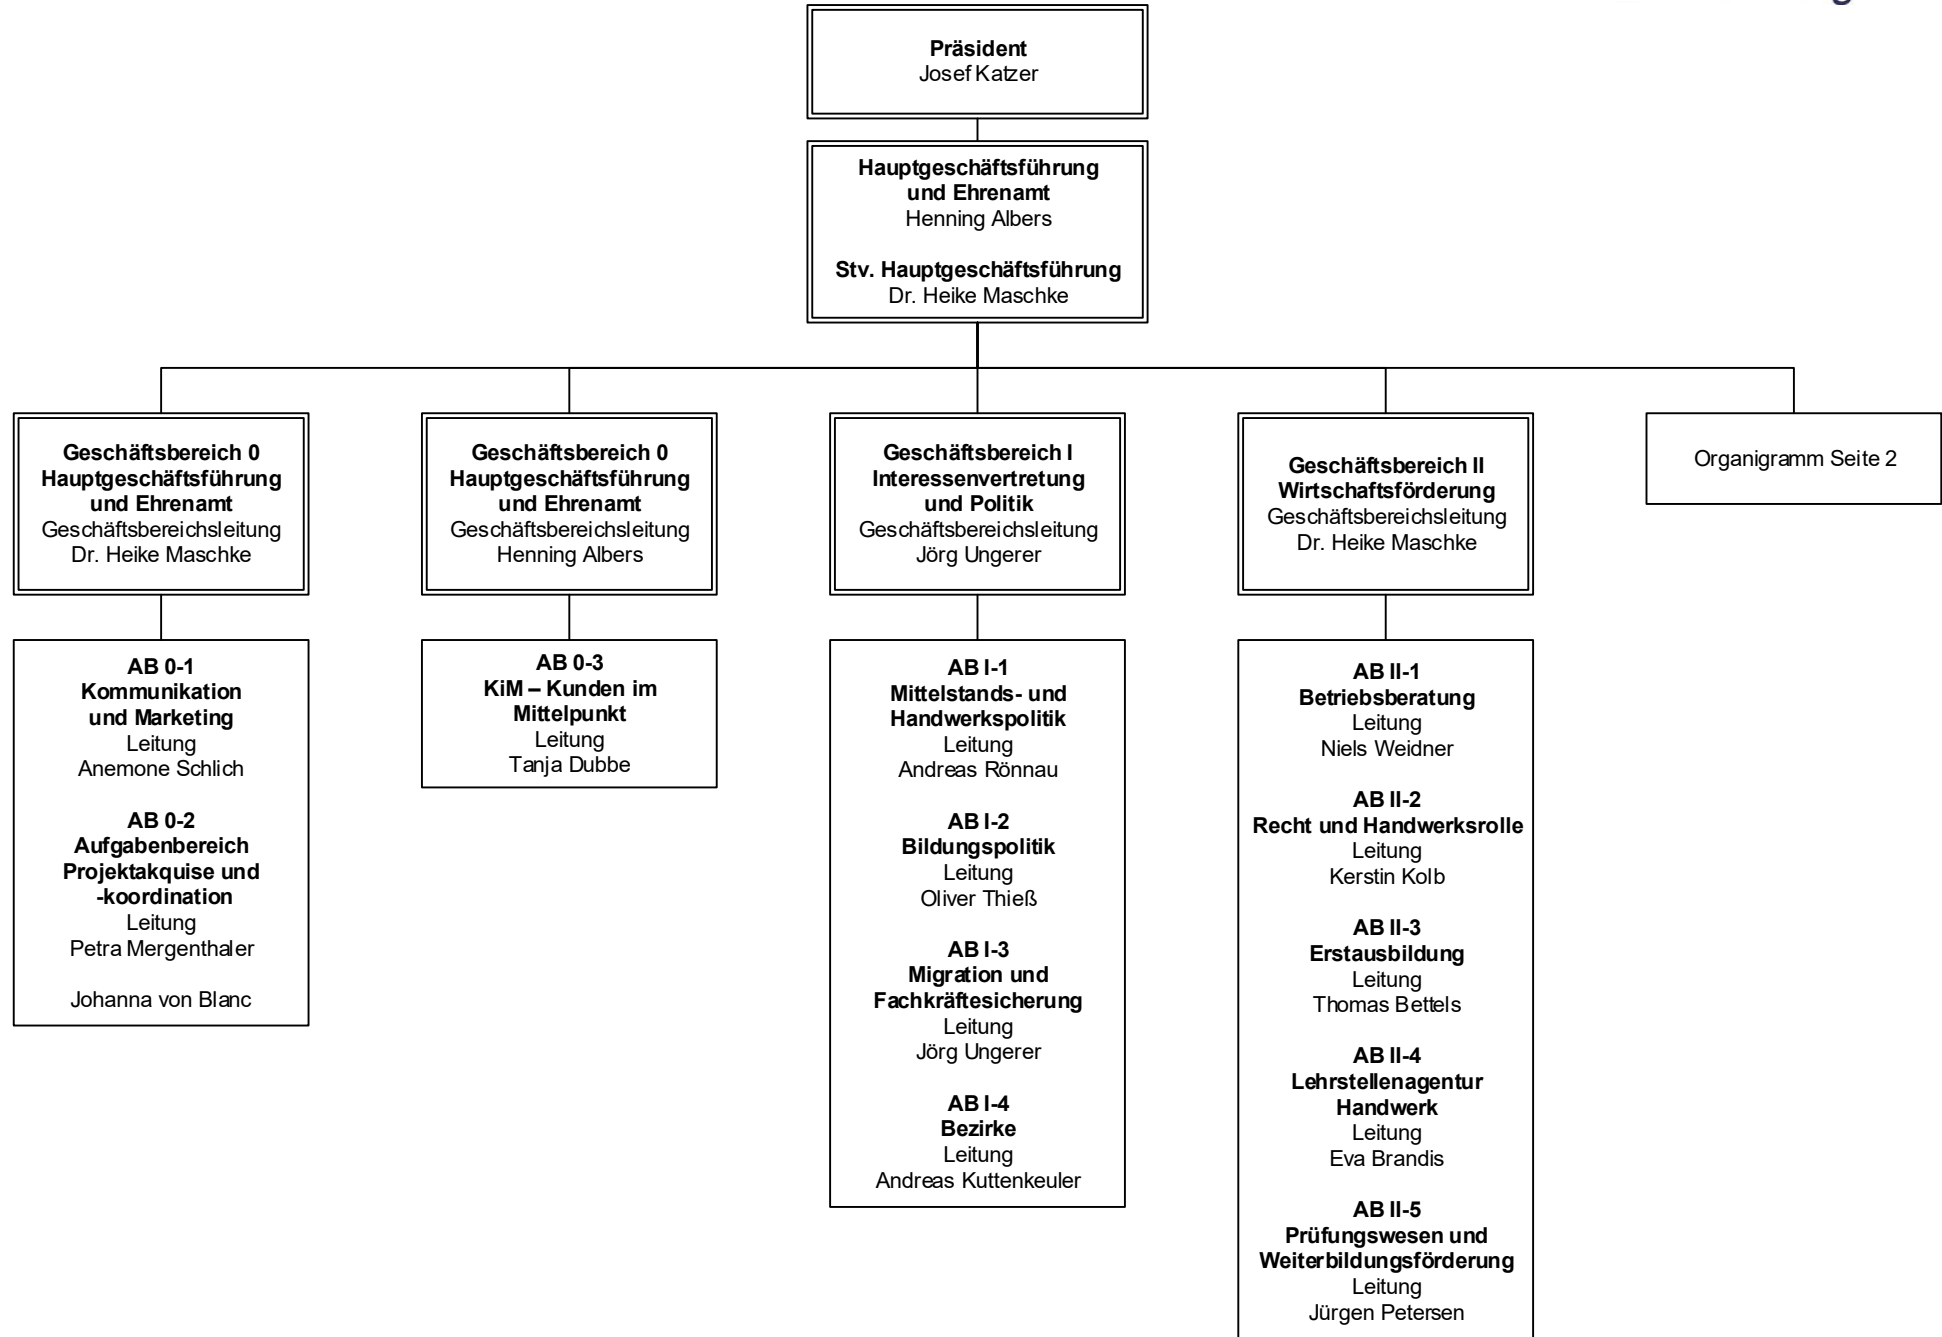 Präsident
Josef Katzer
Hauptgeschäftsführung
und Ehrenamt
Henning Albers
Stv. Hauptgeschäftsführung
Dr. Heike Maschke
Geschäftsbereich 0
Hauptgeschäftsführung
und Ehrenamt
Geschäftsbereichsleitung
Dr. Heike Maschke
Geschäftsbereich 0
Hauptgeschäftsführung
und Ehrenamt
Geschäftsbereichsleitung
Henning Albers
Geschäftsbereich I
Interessenvertretung
und Politik
Geschäftsbereichsleitung
Jörg Ungerer
Geschäftsbereich II
Wirtschaftsförderung
Geschäftsbereichsleitung
Dr. Heike Maschke
Organigramm Seite 2
AB 0-1
Kommunikation
und Marketing
Leitung
Anemone Schlich
AB 0-2
Aufgabenbereich
Projektakquise und
-koordination
Leitung
Petra Mergenthaler
Johanna von Blanc
AB 0-3
KiM – Kunden im
Mittelpunkt
Leitung
Tanja Dubbe
AB I-1
Mittelstands- und
Handwerkspolitik
Leitung
Andreas Rönnau
AB I-2
Bildungspolitik
Leitung
Oliver Thieß
AB I-3
Migration und
Fachkräftesicherung
Leitung
Jörg Ungerer
AB I-4
Bezirke
Leitung
Andreas Kuttenkeuler
AB II-1
Betriebsberatung
Leitung
Niels Weidner
AB II-2
Recht und Handwerksrolle
Leitung
Kerstin Kolb
AB II-3
Erstausbildung
Leitung
Thomas Bettels
AB II-4
Lehrstellenagentur
Handwerk
Leitung
Eva Brandis
AB II-5
Prüfungswesen und
Weiterbildungsförderung
Leitung
Jürgen Petersen